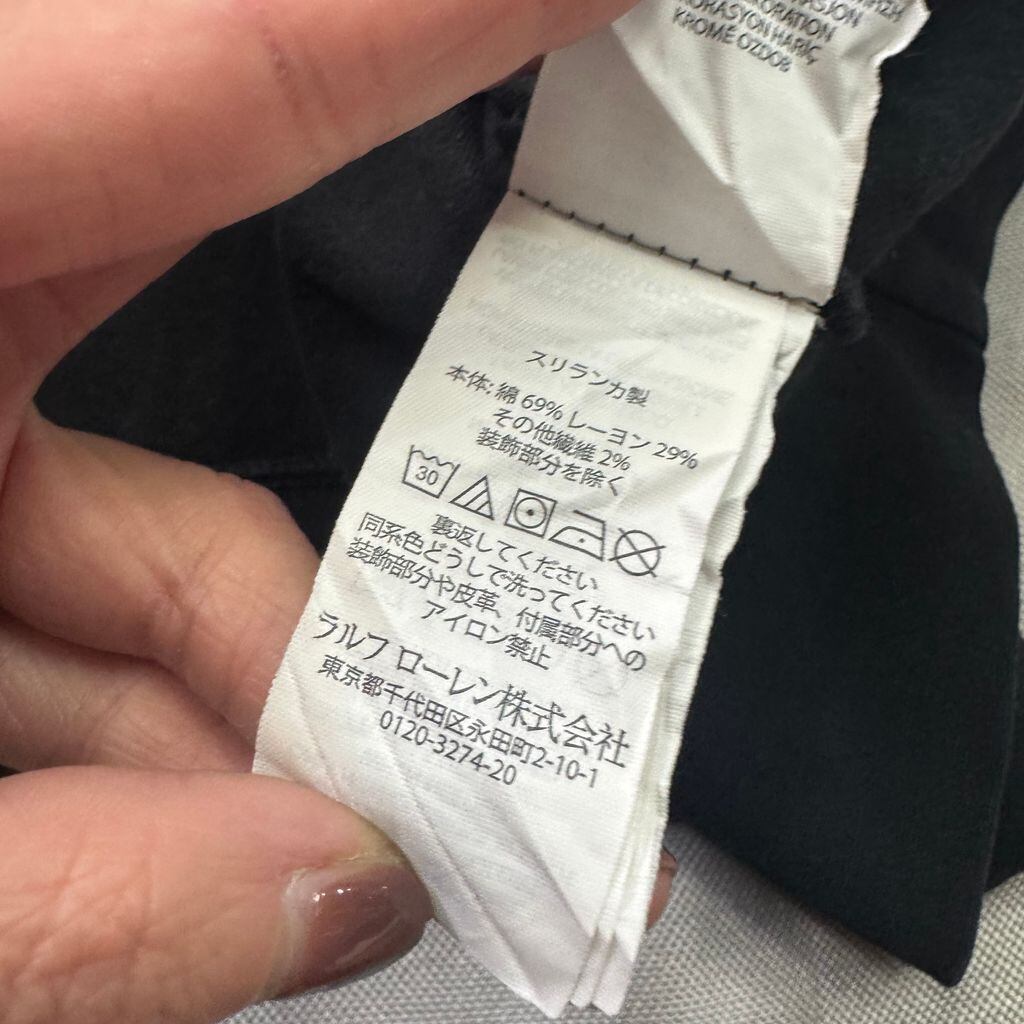 ORATION
KROME OZDOB
スリランカ製
本体: 綿 69% レーヨン 29%
その他繊維 2%
装飾部分を除く
30
裏返してください
同系色どうしで洗ってください
装飾部分や皮革、付属部分への
アイロン禁止
ラルフ ローレン株式会社
東京都千代田区永田町2-10-1
0120-3274-20